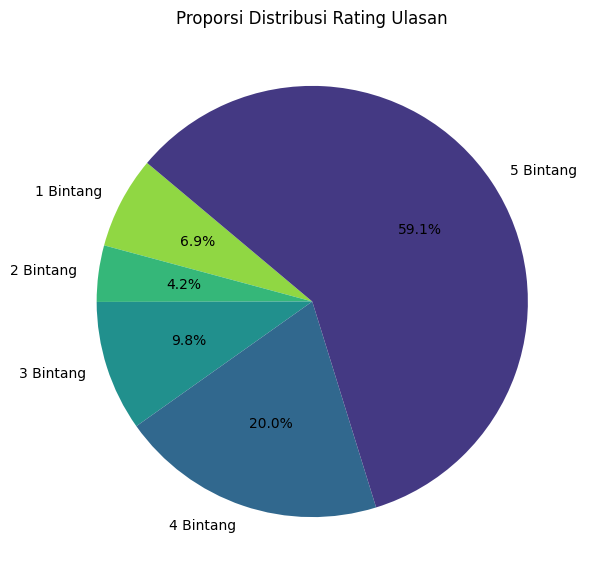 Proporsi Distribusi Rating Ulasan
5 Bintang
59.1%
1 Bintang
6.9%
2 Bintang
4.2%
3 Bintang
9.8%
20.0%
4 Bintang